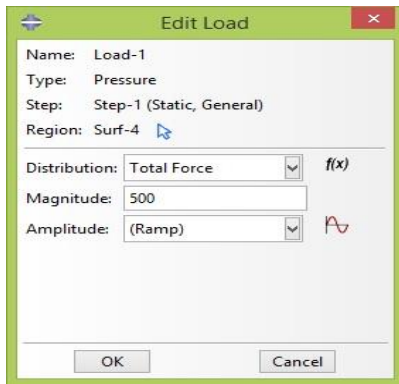 Edit Load
Name: Load-1
Type: Pressure
Step: Step-1 (Static, General)
Region: Surf-4
Distribution: Total Force f(x)
Magnitude: 500
Amplitude: (Ramp)
OK Cancel